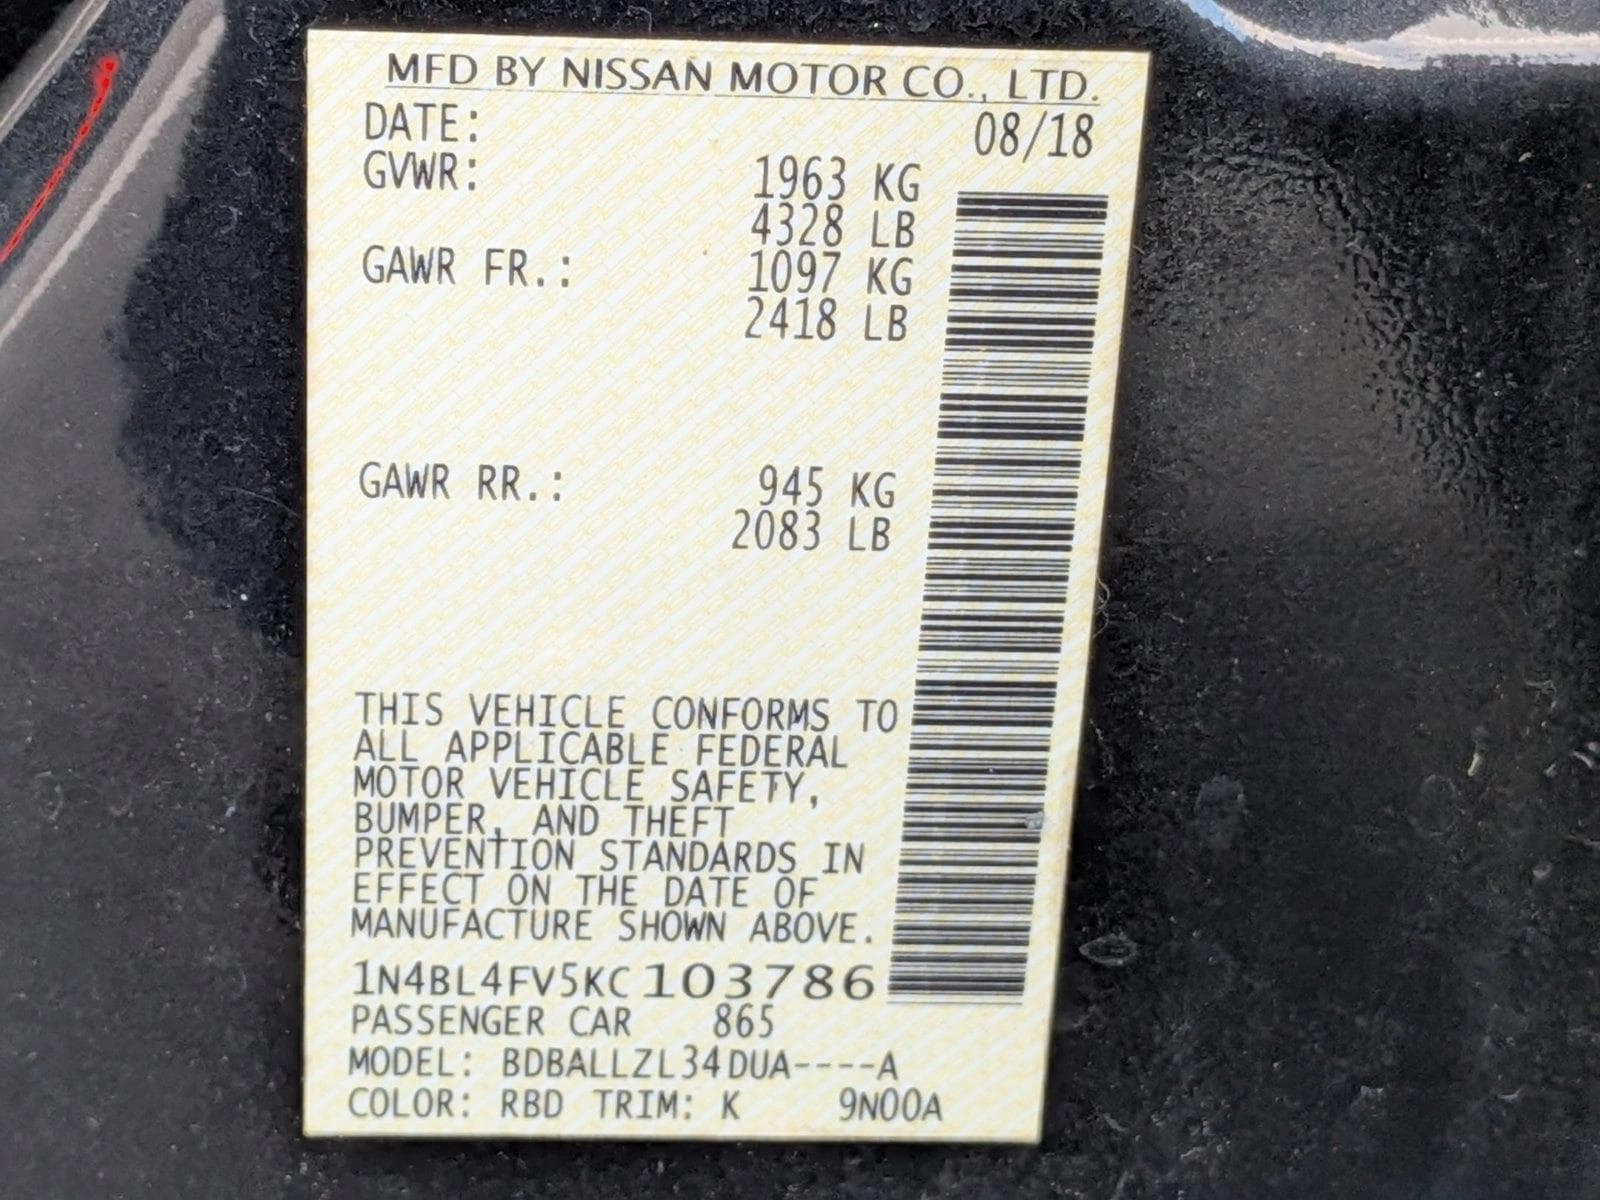 MFD BY NISSAN MOTOR CO., LTD.
DATE: 08/18
GVWR: 1963 KG
4328 LB
GAWR FR.: 1097 KG
2418 LB
GAWR RR.: 945 KG
2083 LB
THIS VEHICLE CONFORMS TO
ALL APPLICABLE FEDERAL
MOTOR VEHICLE SAFETY,
BUMPER, AND THEFT
PREVENTION STANDARDS IN
EFFECT ON THE DATE OF
MANUFACTURE SHOWN ABOVE.
1N4BL4FV5KC103786
PASSENGER CAR 865
MODEL: BDBALLZL34DUA----A
COLOR: RBD TRIM: K 9N00A